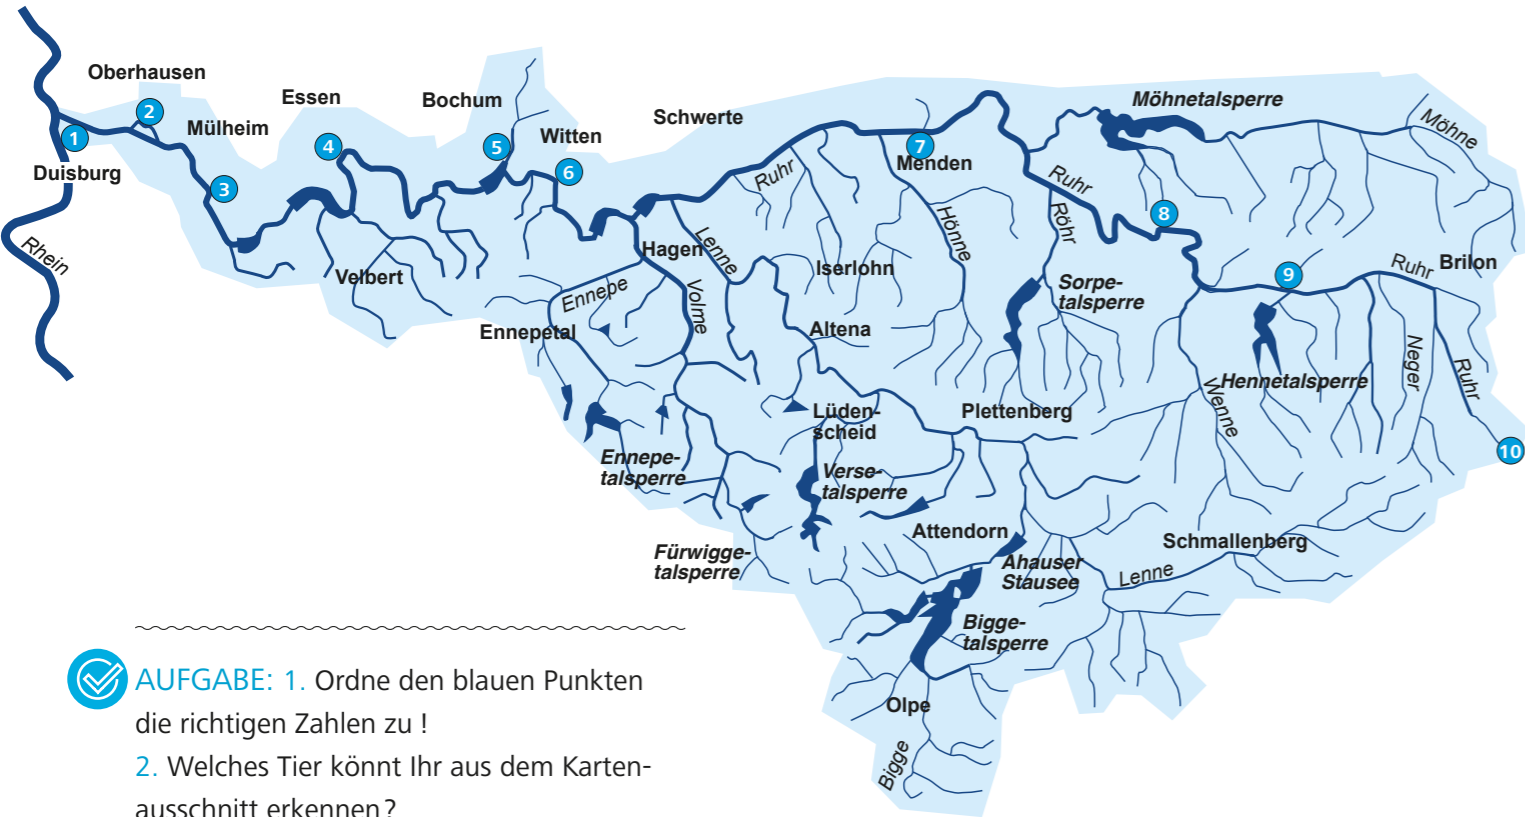 Oberhausen
2
1
Duisburg
Rhein
Mülheim
3
Essen
4
Velbert
Bochum
5
Witten
6
Schwerte
Ruhr
7
Menden
Hönne
Hagen
Lenne
Iserlohn
Ennepe
Volme
Ennepetal
Altena
Möhnetalsperre
Möhne
Ruhr
Röhr
8
Sorpe-
talsperre
9
Ruhr
Brilon
Hennetalsperre
Neger
Ruhr
Wenne
10
Lüden-
scheid
Plettenberg
Ennepe-
talsperre
Verse-
talsperre
Fürwigge-
talsperre
Attendorn
Ahauser
Stausee
Schmallenberg
Lenne
Bigge-
talsperre
Olpe
Bigge
AUFGABE: 1. Ordne den blauen Punkten
die richtigen Zahlen zu !
2. Welches Tier könnt Ihr aus dem Karten-
ausschnitt erkennen?